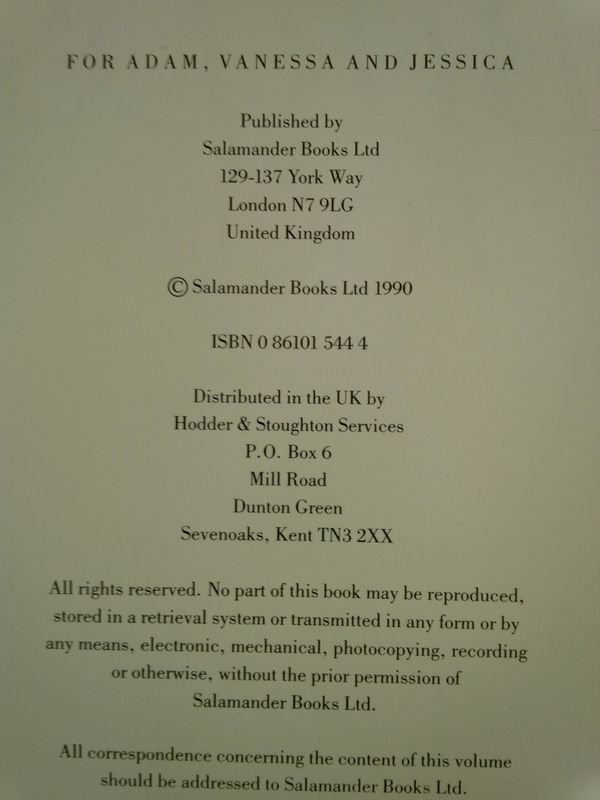 FOR ADAM, VANESSA AND JESSICA
Published by
Salamander Books Ltd
129-137 York Way
London N7 9LG
United Kingdom
© Salamander Books Ltd 1990
ISBN 0 86101 544 4
Distributed in the UK by
Hodder & Stoughton Services
P.O. Box 6
Mill Road
Dunton Green
Sevenoaks, Kent TN3 2XX
All rights reserved. No part of this book may be reproduced,
stored in a retrieval system or transmitted in any form or by
any means, electronic, mechanical, photocopying, recording
or otherwise, without the prior permission of
Salamander Books Ltd.
All correspondence concerning the content of this volume
should be addressed to Salamander Books Ltd.